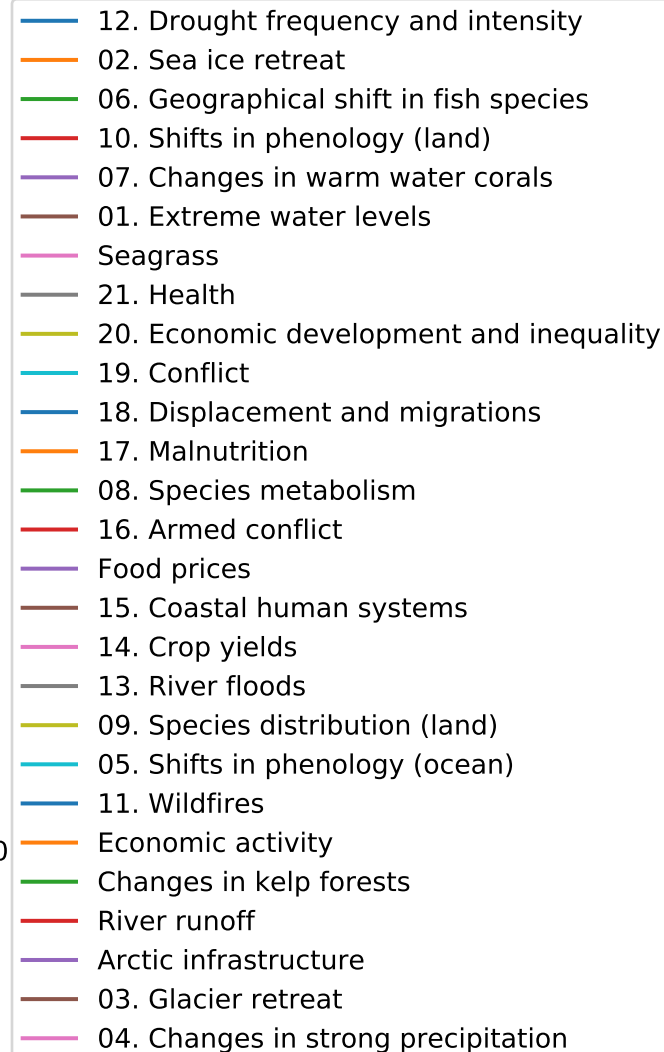 12. Drought frequency and intensity
02. Sea ice retreat
06. Geographical shift in fish species
10. Shifts in phenology (land)
07. Changes in warm water corals
01. Extreme water levels
Seagrass
21. Health
20. Economic development and inequality
19. Conflict
18. Displacement and migrations
17. Malnutrition
08. Species metabolism
16. Armed conflict
Food prices
15. Coastal human systems
14. Crop yields
13. River floods
09. Species distribution (land)
05. Shifts in phenology (ocean)
11. Wildfires
Economic activity
Changes in kelp forests
River runoff
Arctic infrastructure
03. Glacier retreat
04. Changes in strong precipitation